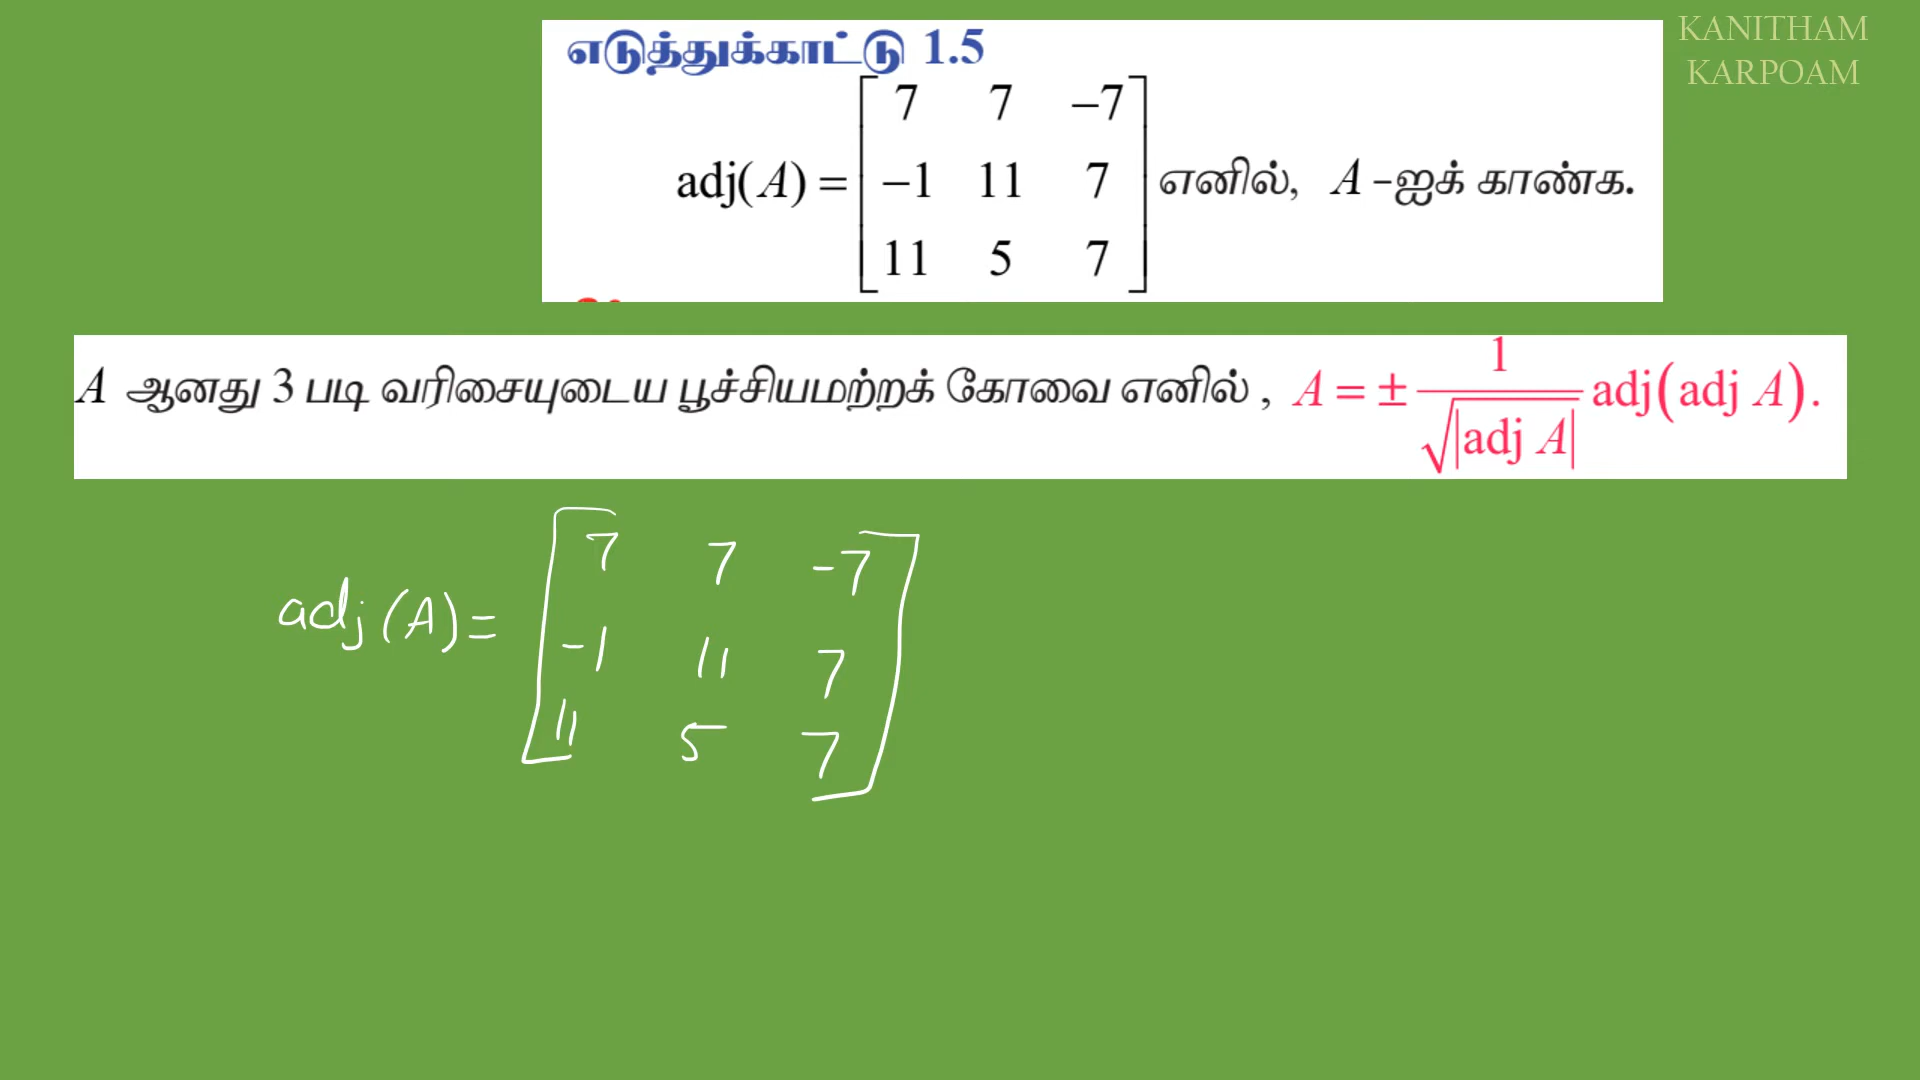 KANITHAM
KARPOAM
எடுத்துக்காட்டு 1.5
7 7 −7
adj(A) = −1 11 7 எனில், A −ஐக் காண்க.
11 5 7
A ஆனது 3 படி வரிசையுடைய பூச்சியமற்றக் கோவை எனில் , A = ± 1/√|adj A| adj(adj A).
7 7 -7
adj(A) = -1 11 7
11 5 7